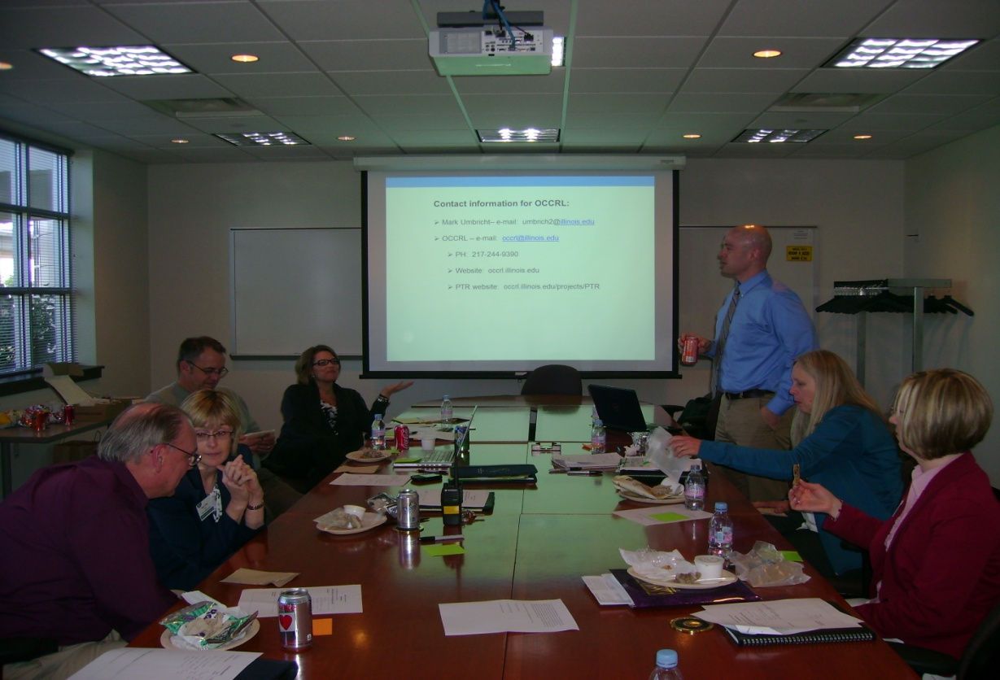 Contact information for OCCRL:
➢ Mark Umbricht– e-mail: umbrich2@illinois.edu
➢ OCCRL – e-mail: occrl@illinois.edu
➢ PH: 217-244-9390
➢ Website: occrl.illinois.edu
➢ PTR website: occrl.illinois.edu/projects/PTR